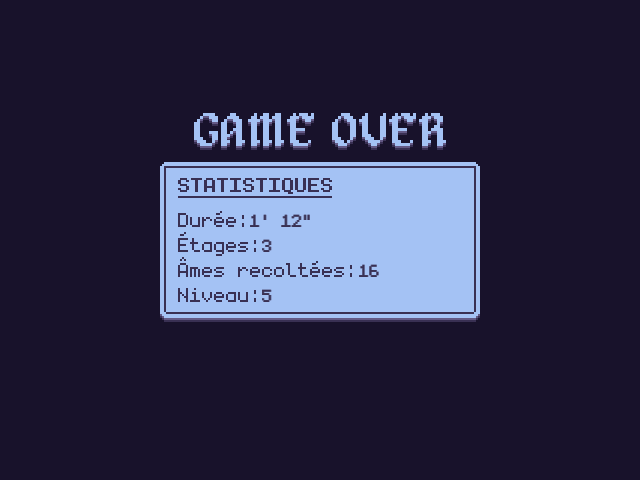 GAME OVER
STATISTIQUES
Durée:1' 12"
Étages:3
Âmes recoltées:16
Niveau:5